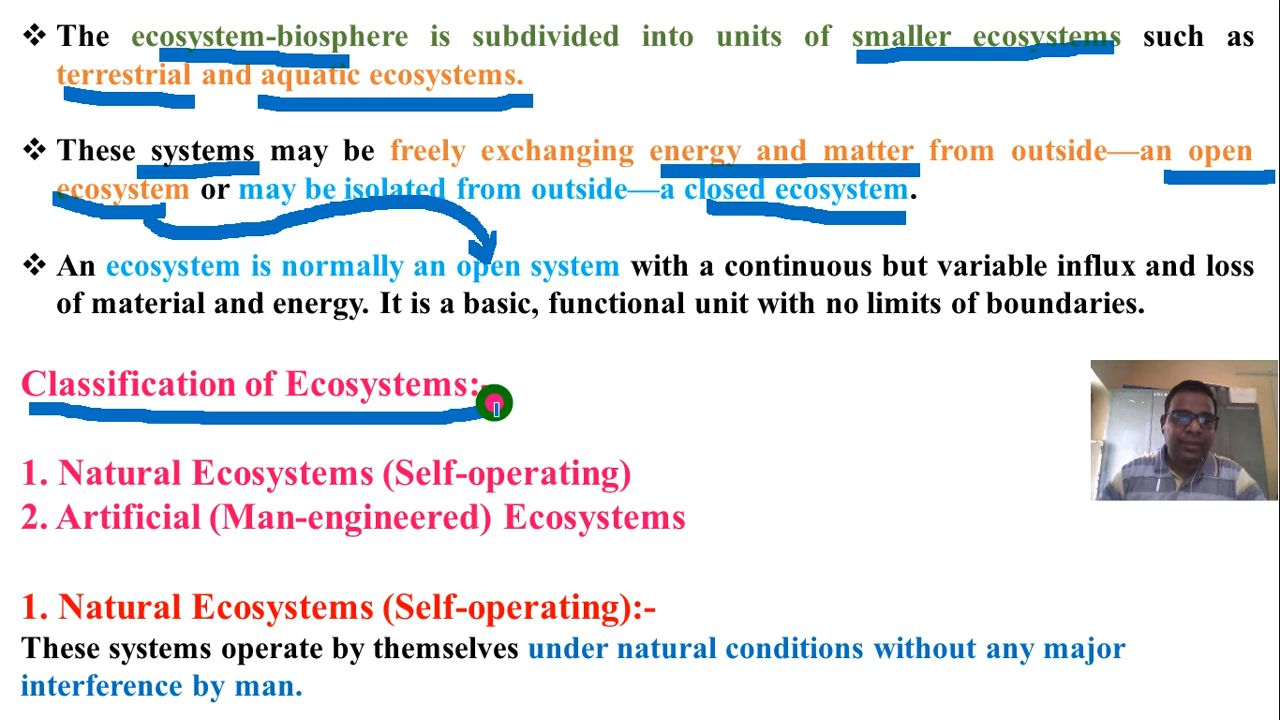 ❖ The ecosystem-biosphere is subdivided into units of smaller ecosystems such as
terrestrial and aquatic ecosystems.
❖ These systems may be freely exchanging energy and matter from outside—an open
ecosystem or may be isolated from outside—a closed ecosystem.
❖ An ecosystem is normally an open system with a continuous but variable influx and loss
of material and energy. It is a basic, functional unit with no limits of boundaries.
Classification of Ecosystems:-
1. Natural Ecosystems (Self-operating)
2. Artificial (Man-engineered) Ecosystems
1. Natural Ecosystems (Self-operating):-
These systems operate by themselves under natural conditions without any major
interference by man.